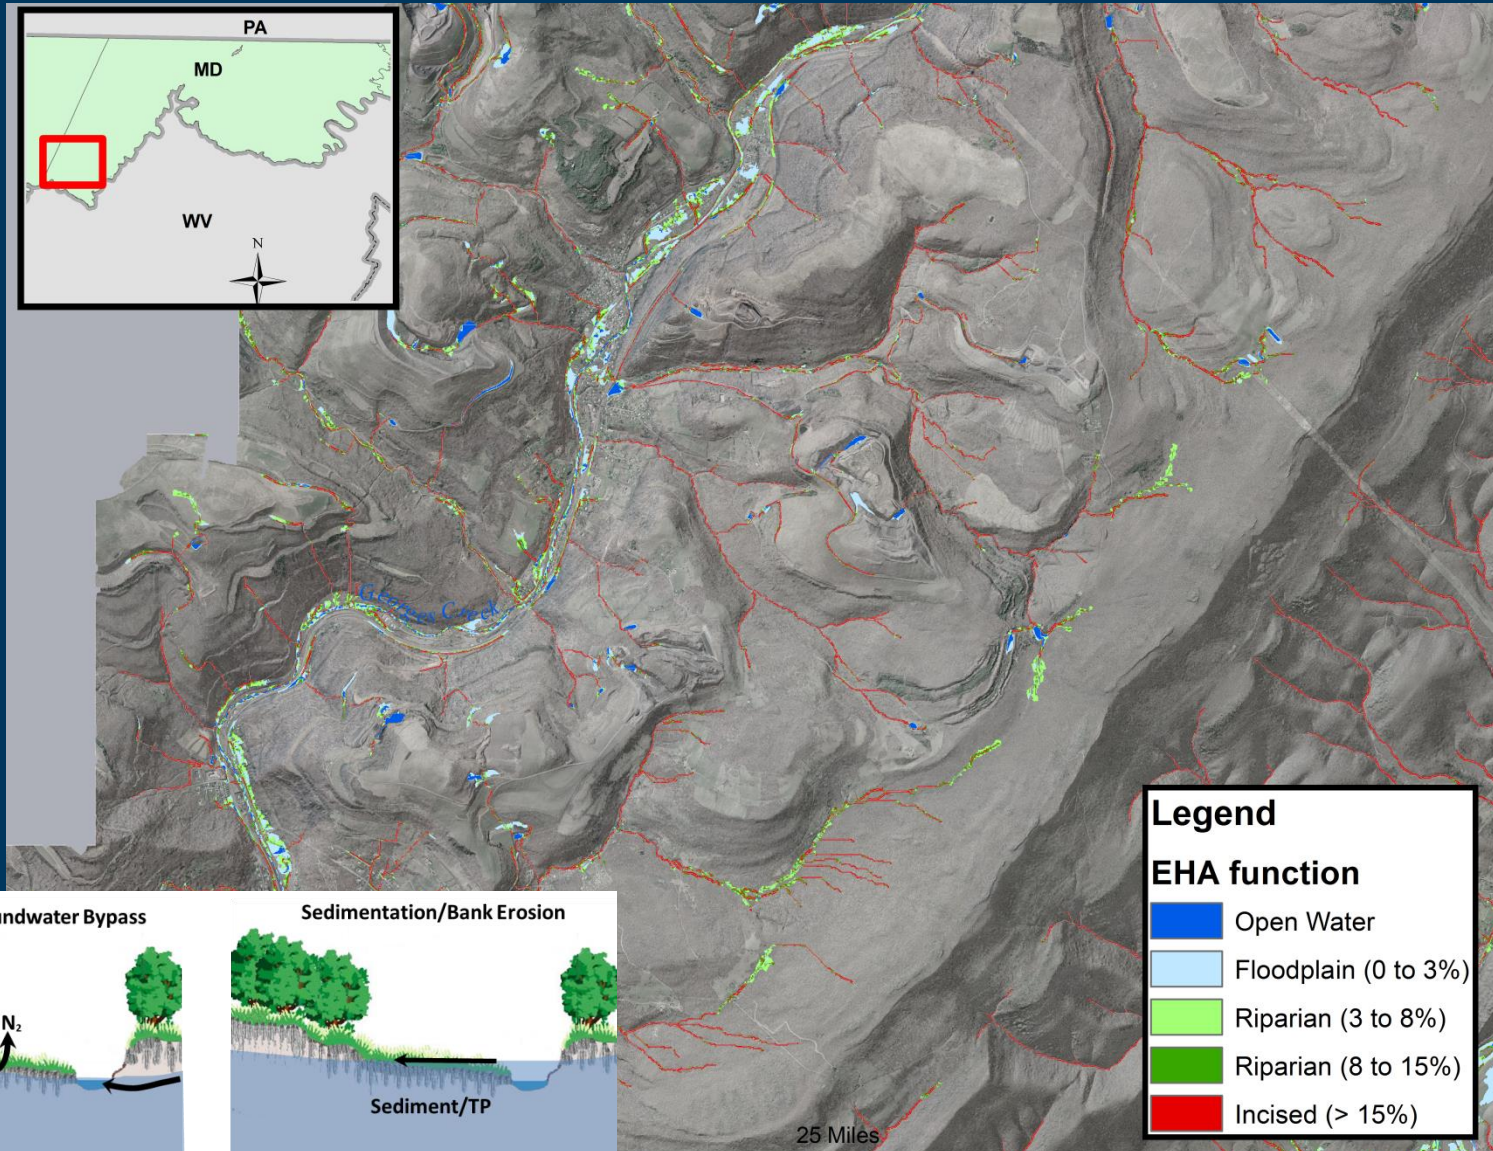 PA
MD
WV
N
Georges Creek
Legend
EHA function
Open Water
Floodplain (0 to 3%)
Riparian (3 to 8%)
Riparian (8 to 15%)
Incised (> 15%)
undwater Bypass
N₂
Sedimentation/Bank Erosion
Sediment/TP
25 Miles